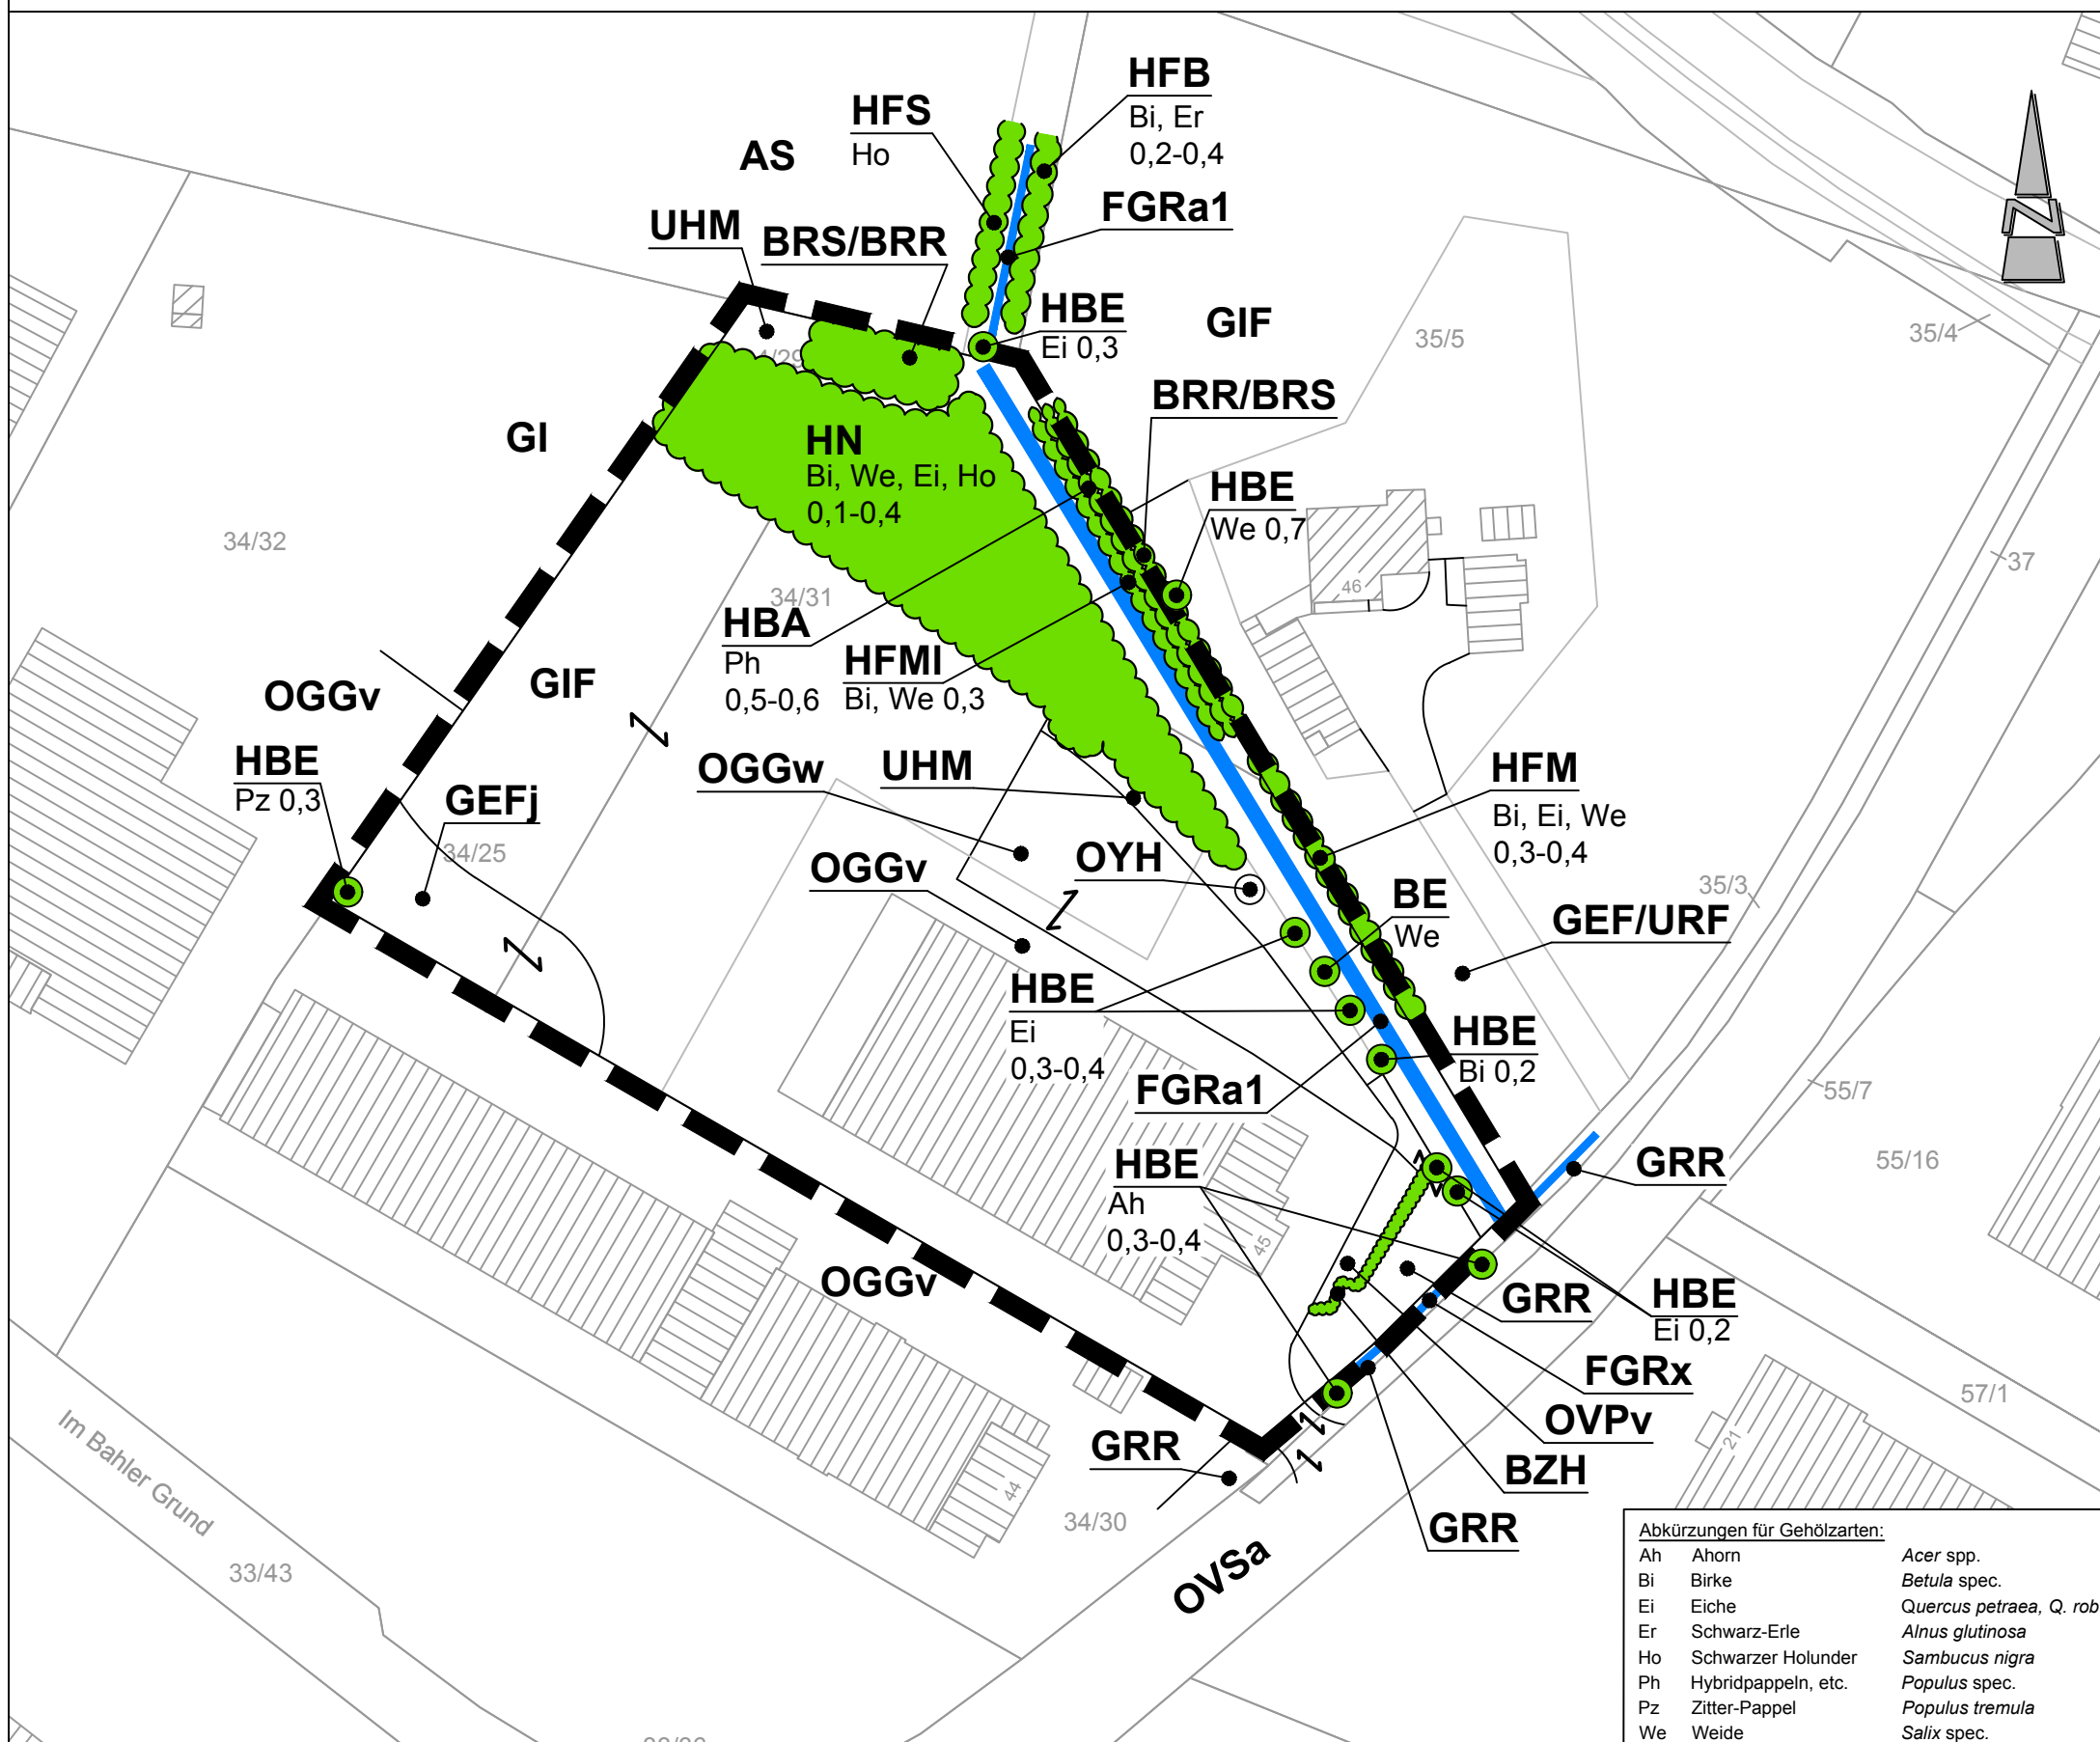 HFB
Bi, Er
0,2-0,4
HFS
Ho
AS
FGRa1
UHM
BRS/BRR
N
HBE
Ei 0,3
GIF
35/5
35/4
BRR/BRS
GI
HN
Bi, We, Ei, Ho
0,1-0,4
HBE
We 0,7
34/32
37
46
34/31
HBA
Ph
0,5-0,6
HFMl
Bi, We 0,3
OGGv
GIF
HBE
Pz 0,3
GEFj
34/25
OGGw
UHM
HFM
Bi, Ei, We
0,3-0,4
OGGv
OYH
BE
We
35/3
GEF/URF
HBE
Ei
0,3-0,4
HBE
Bi 0,2
FGRa1
55/7
55/16
HBE
Ah
0,3-0,4
GRR
45
OGGv
GRR
HBE
Ei 0,2
FGRx
57/1
OVPv
21
GRR
BZH
44
34/30
GRR
OVSa
Im Bahler Grund
33/43
Abkürzungen für Gehölzarten:
Ah Ahorn Acer spp.
Bi Birke Betula spec.
Ei Eiche Quercus petraea, Q. rob
Er Schwarz-Erle Alnus glutinosa
Ho Schwarzer Holunder Sambucus nigra
Ph Hybridpappeln, etc. Populus spec.
Pz Zitter-Pappel Populus tremula
We Weide Salix spec.